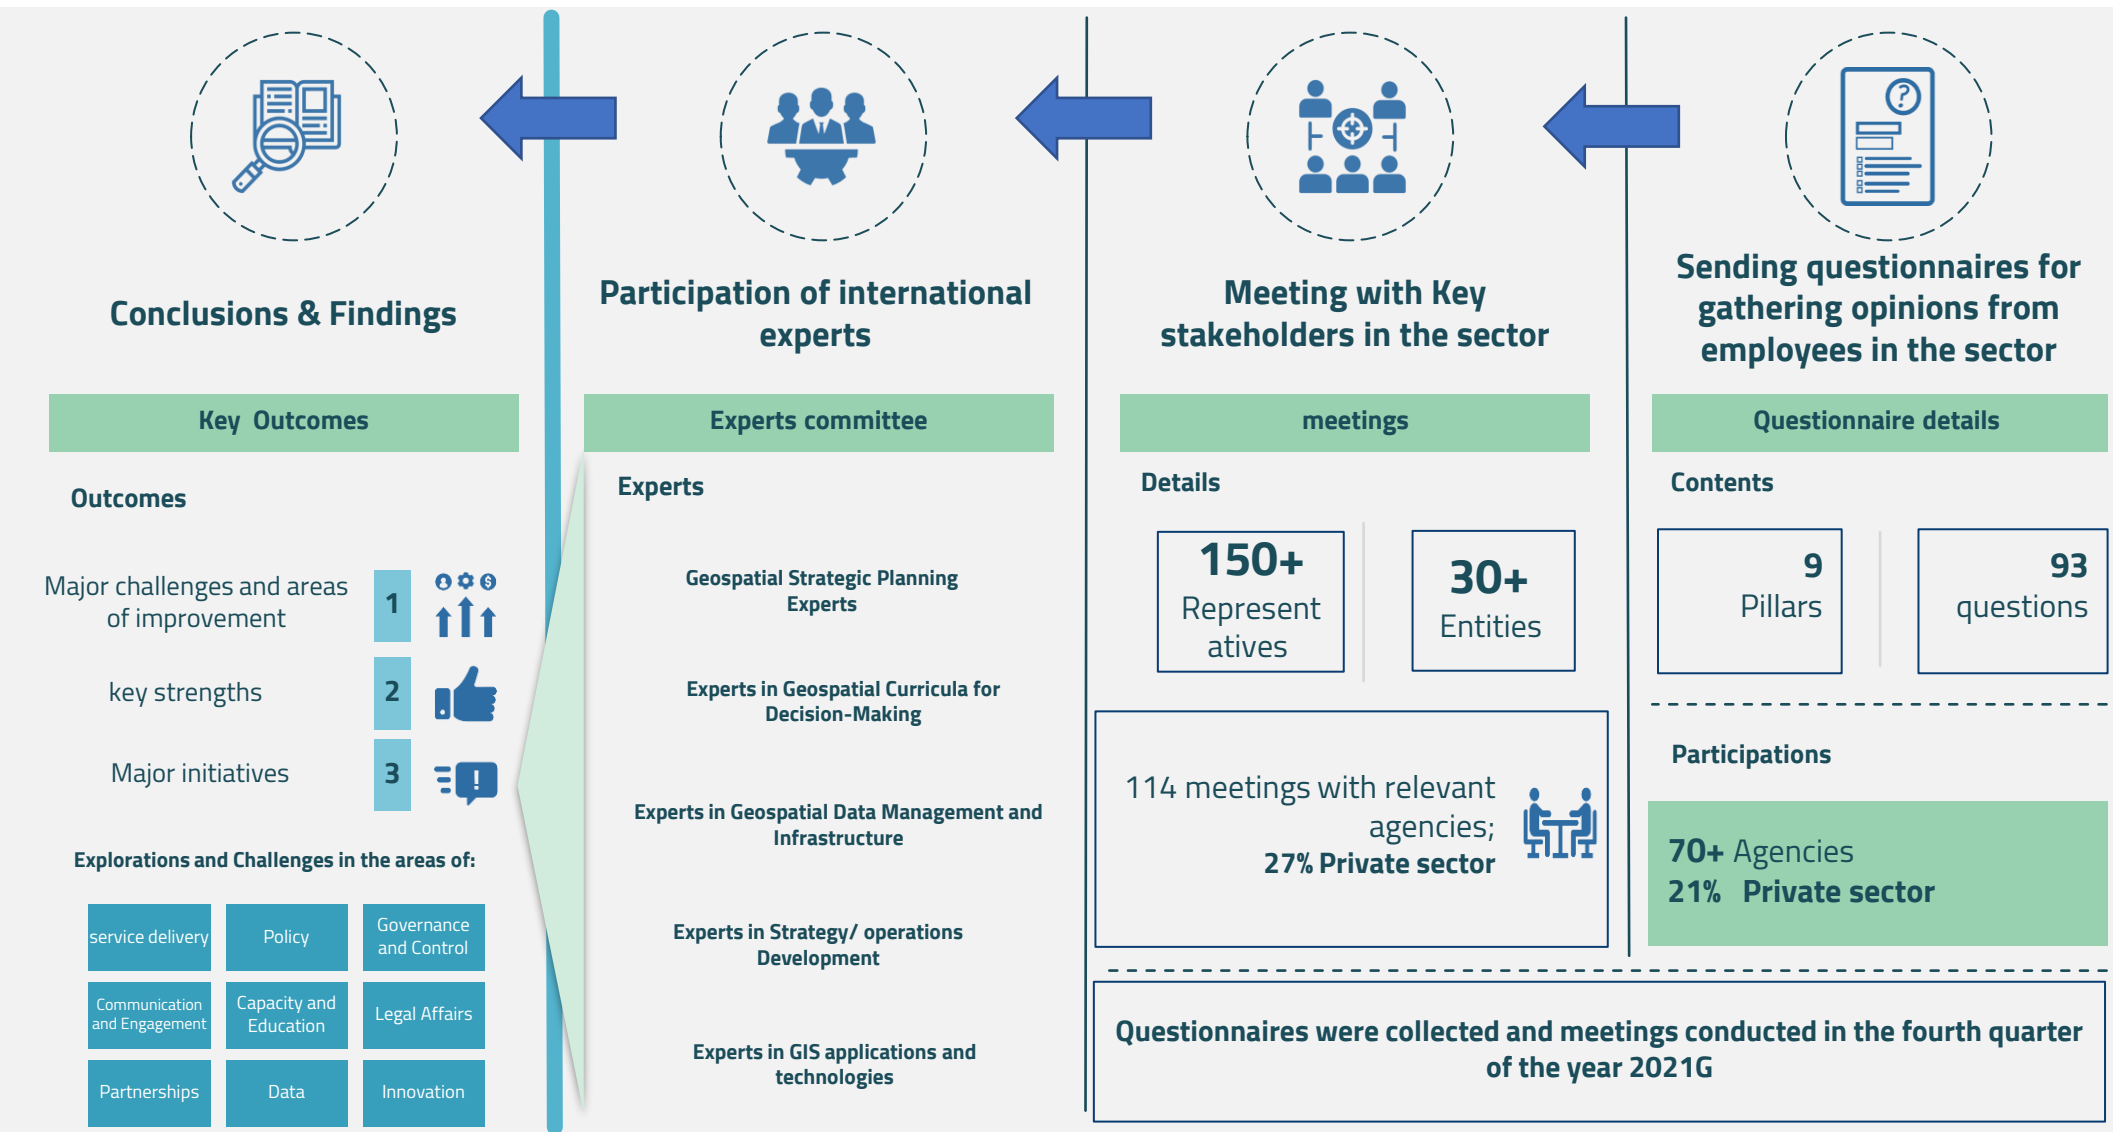 Conclusions & Findings
Key Outcomes
Outcomes
Major challenges and areas
of improvement
1
key strengths
2
Major initiatives
3
!
$
Explorations and Challenges in the areas of:
service delivery
Policy
Governance
and Control
Communication
and Engagement
Capacity and
Education
Legal Affairs
Partnerships
Data
Innovation
Participation of international
experts
Experts committee
Experts
Geospatial Strategic Planning
Experts
Experts in Geospatial Curricula for
Decision-Making
Experts in Geospatial Data Management and
Infrastructure
Experts in Strategy/ operations
Development
Experts in GIS applications and
technologies
Meeting with Key
stakeholders in the sector
meetings
Details
150+
Represent
atives
30+
Entities
114 meetings with relevant
agencies;
27% Private sector
?
Sending questionnaires for
gathering opinions from
employees in the sector
Questionnaire details
Contents
9
Pillars
93
questions
Participations
70+ Agencies
21% Private sector
Questionnaires were collected and meetings conducted in the fourth quarter
of the year 2021G